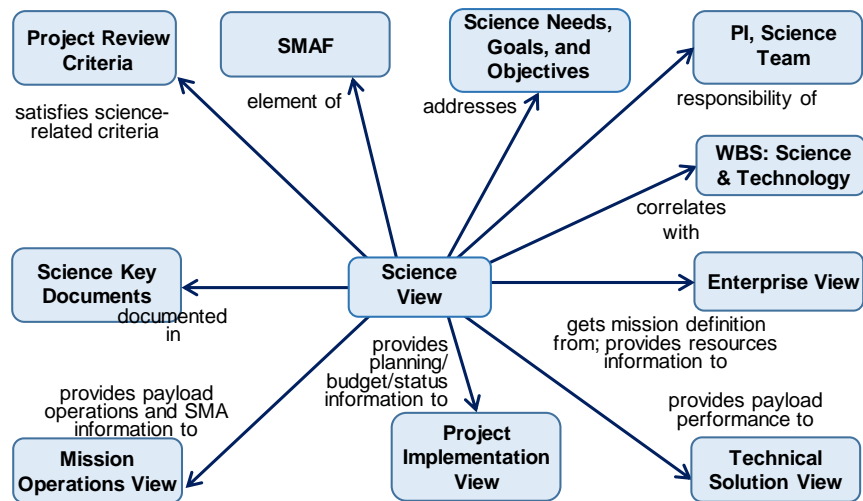 Project Review
Criteria
SMAF
Science Needs,
Goals, and
Objectives
PI, Science
Team
satisfies science-
related criteria
element of
addresses
responsibility of
WBS: Science
& Technology
correlates
with
Science Key
Documents
documented
in
Science
View
Enterprise View
gets mission definition
from; provides resources
information to
provides
planning/
budget/status
information to
provides payload
operations and SMA
information to
provides payload
performance to
Mission
Operations View
Project
Implementation
View
Technical
Solution View